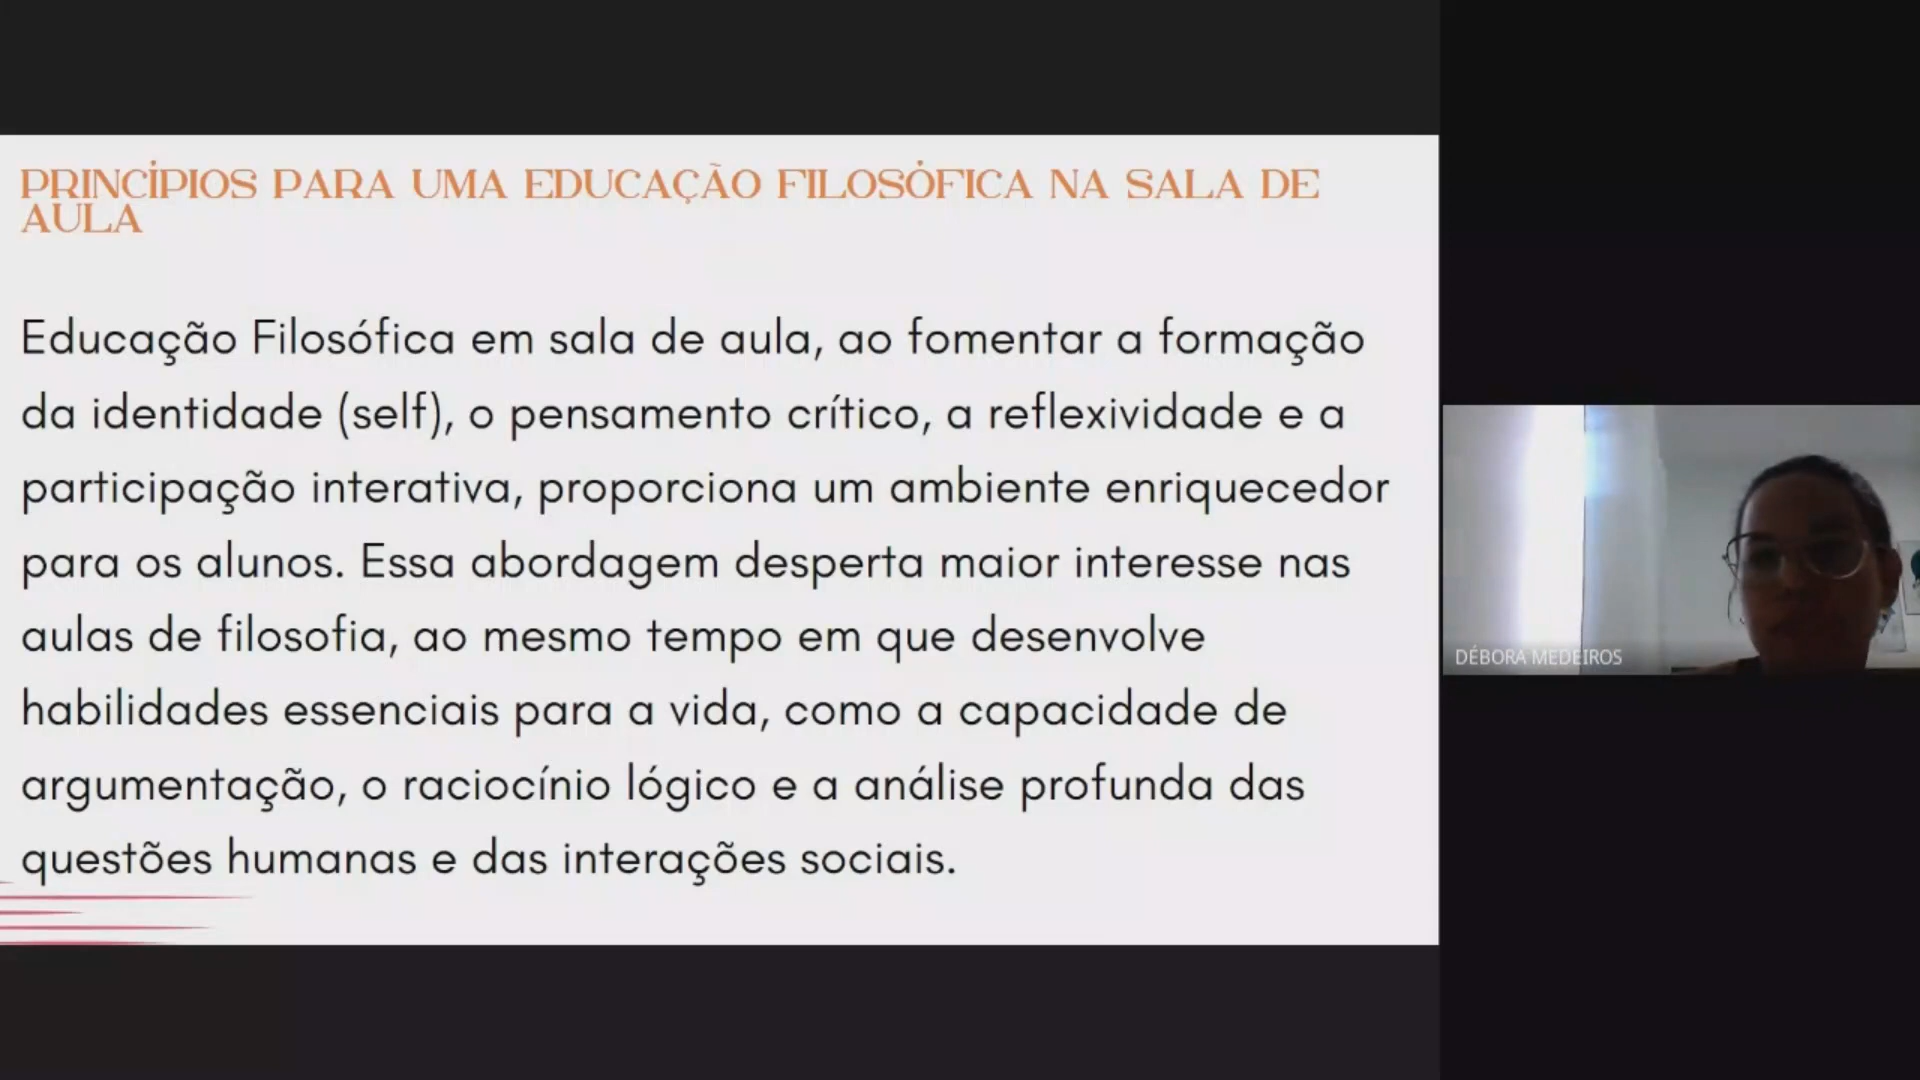 PRINCÍPIOS PARA UMA EDUCAÇÃO FILOSÓFICA NA SALA DE
AULA
Educação Filosófica em sala de aula, ao fomentar a formação
da identidade (self), o pensamento crítico, a reflexividade e a
participação interativa, proporciona um ambiente enriquecedor
para os alunos. Essa abordagem desperta maior interesse nas
aulas de filosofia, ao mesmo tempo em que desenvolve
habilidades essenciais para a vida, como a capacidade de
argumentação, o raciocínio lógico e a análise profunda das
questões humanas e das interações sociais.
DÉBORA MEDEIROS